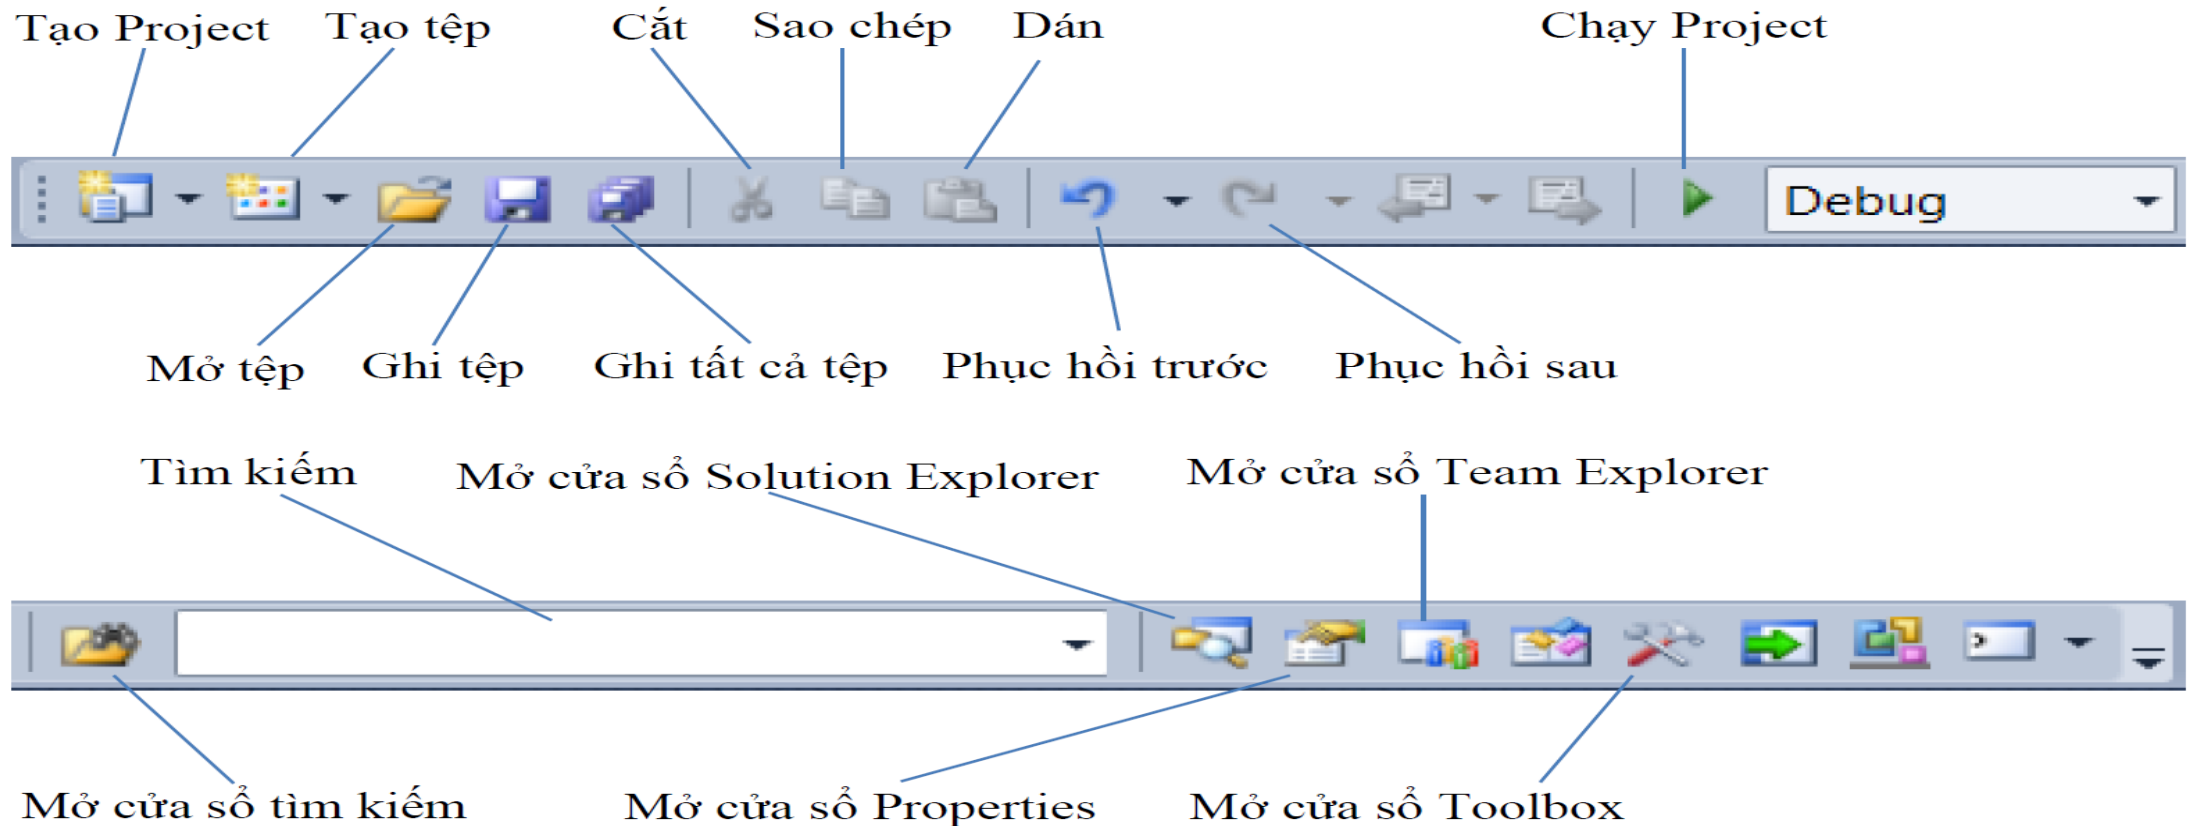 Tạo Project Tạo tệp Cắt Sao chép Dán Chạy Project
Debug
Mở tệp Ghi tệp Ghi tất cả tệp Phục hồi trước Phục hồi sau
Tìm kiếm Mở cửa sổ Solution Explorer Mở cửa sổ Team Explorer
Mở cửa sổ tìm kiếm Mở cửa sổ Properties Mở cửa sổ Toolbox